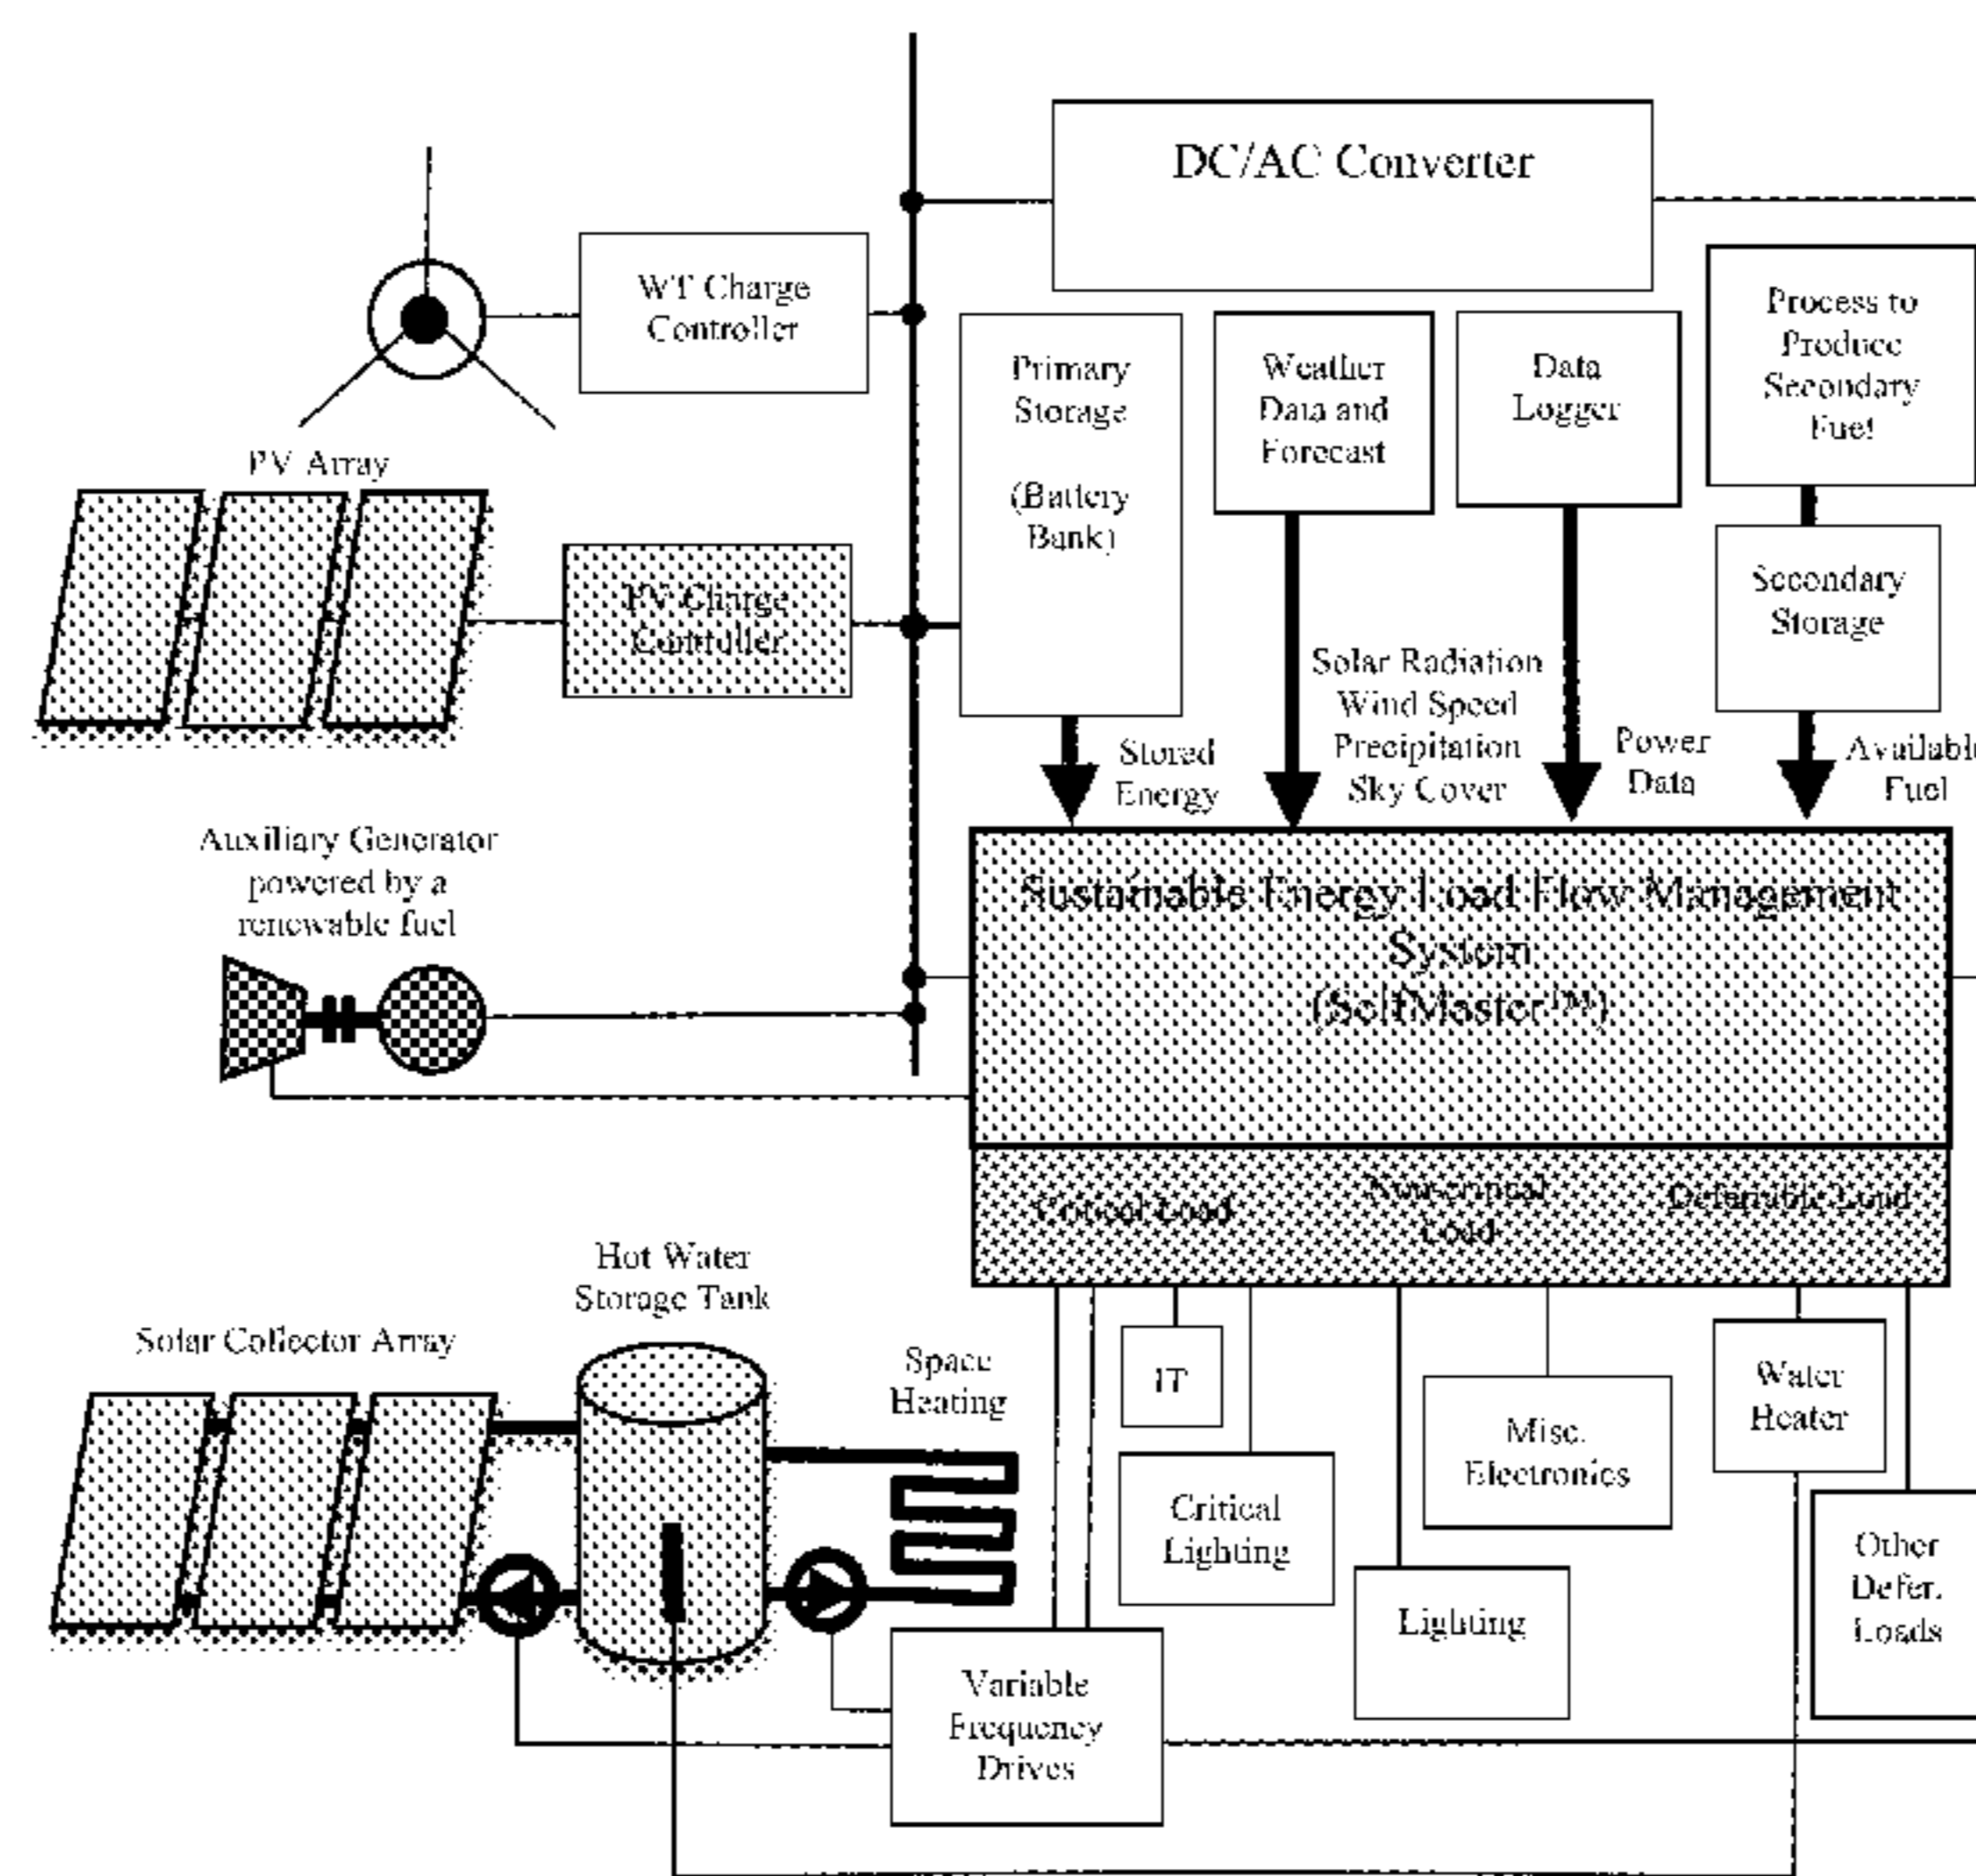 DC/AC Converter
WT Charge
Controller
Process to
Produce
Secondary
Fuel
Primary
Storage
(Battery
Bank)
Weather
Data and
Forecast
Data
Logger
PV Array
PV Charge
Controller
Secondary
Storage
Solar Radiation
Wind Speed
Precipitation
Sky Cover
Stored
Energy
Power
Data
Available
Fuel
Auxiliary Generator
powered by a
renewable fuel
Sustainable Energy Load Flow Management
System
(SelfMaster™)
Critical Load
Non-critical
Load
Deferrable Load
Hot Water
Storage Tank
Solar Collector Array
Space
Heating
IT
Water
Heater
Misc.
Electronics
Critical
Lighting
Lighting
Other
Defer.
Loads
Variable
Frequency
Drives